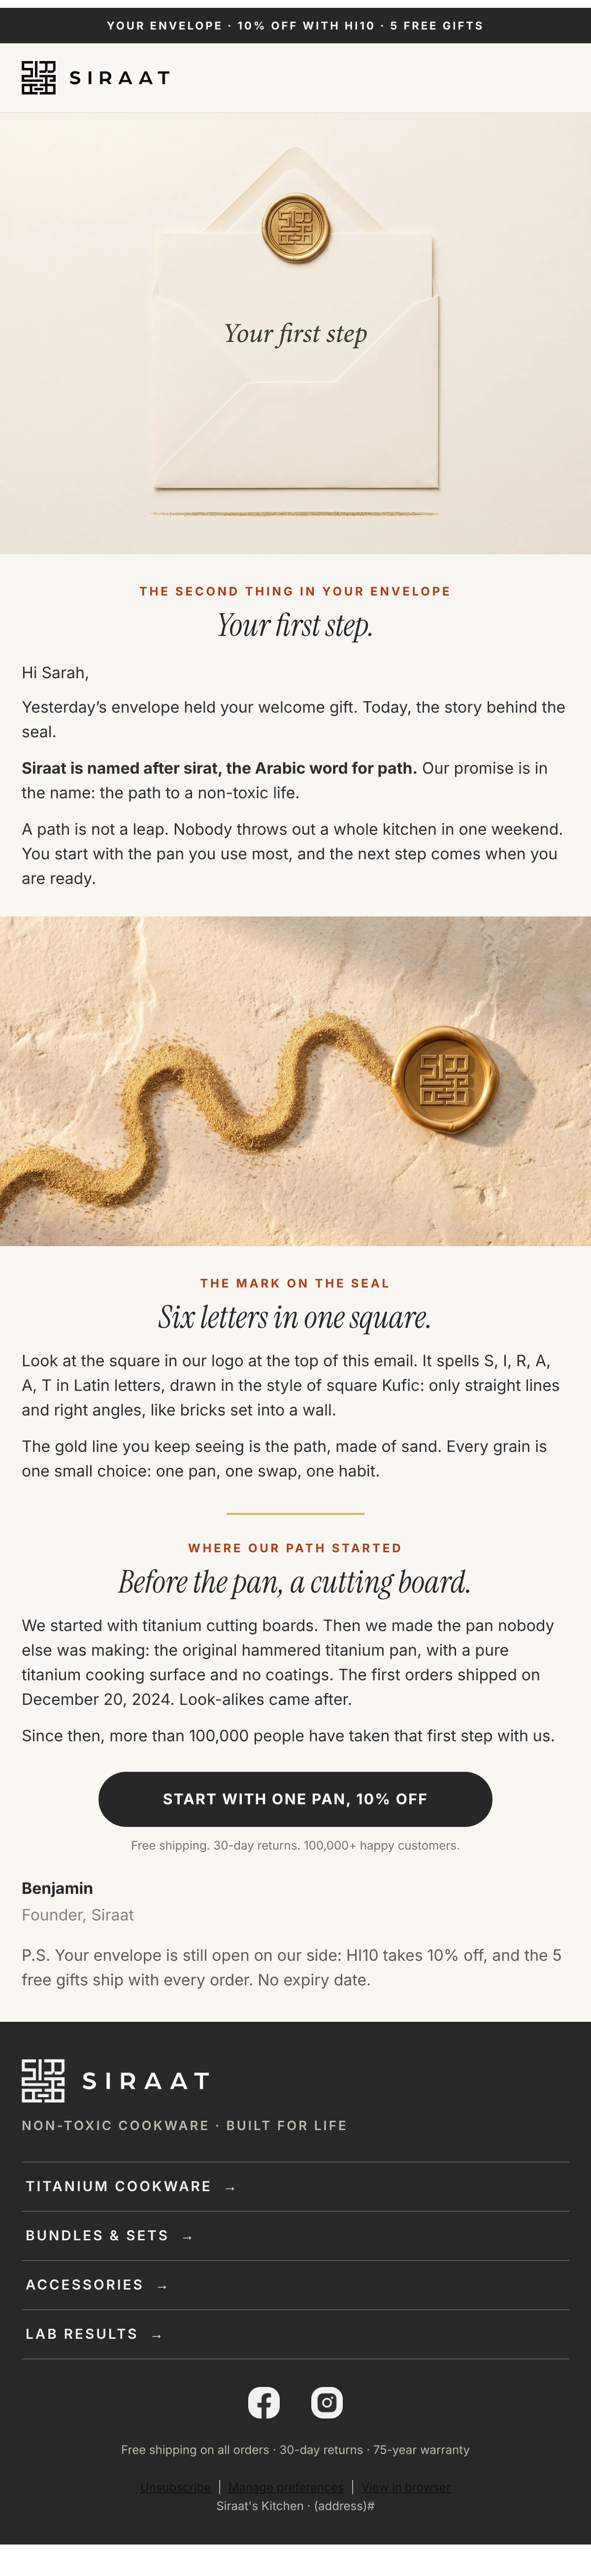 YOUR ENVELOPE · 10% OFF WITH HI10 · 5 FREE GIFTS
SIRAAT
Your first step
THE SECOND THING IN YOUR ENVELOPE
Your first step.
Hi Sarah,
Yesterday’s envelope held your welcome gift. Today, the story behind the
seal.
Siraat is named after sirat, the Arabic word for path. Our promise is in
the name: the path to a non-toxic life.
A path is not a leap. Nobody throws out a whole kitchen in one weekend.
You start with the pan you use most, and the next step comes when you
are ready.
THE MARK ON THE SEAL
Six letters in one square.
Look at the square in our logo at the top of this email. It spells S, I, R, A,
A, T in Latin letters, drawn in the style of square Kufic: only straight lines
and right angles, like bricks set into a wall.
The gold line you keep seeing is the path, made of sand. Every grain is
one small choice: one pan, one swap, one habit.
WHERE OUR PATH STARTED
Before the pan, a cutting board.
We started with titanium cutting boards. Then we made the pan nobody
else was making: the original hammered titanium pan, with a pure
titanium cooking surface and no coatings. The first orders shipped on
December 20, 2024. Look-alikes came after.
Since then, more than 100,000 people have taken that first step with us.
START WITH ONE PAN, 10% OFF
Free shipping. 30-day returns. 100,000+ happy customers.
Benjamin
Founder, Siraat
P.S. Your envelope is still open on our side: HI10 takes 10% off, and the 5
free gifts ship with every order. No expiry date.
SIRAAT
NON-TOXIC COOKWARE · BUILT FOR LIFE
TITANIUM COOKWARE →
BUNDLES & SETS →
ACCESSORIES →
LAB RESULTS →
Free shipping on all orders · 30-day returns · 75-year warranty
Unsubscribe | Manage preferences | View in browser
Siraat's Kitchen · (address)#